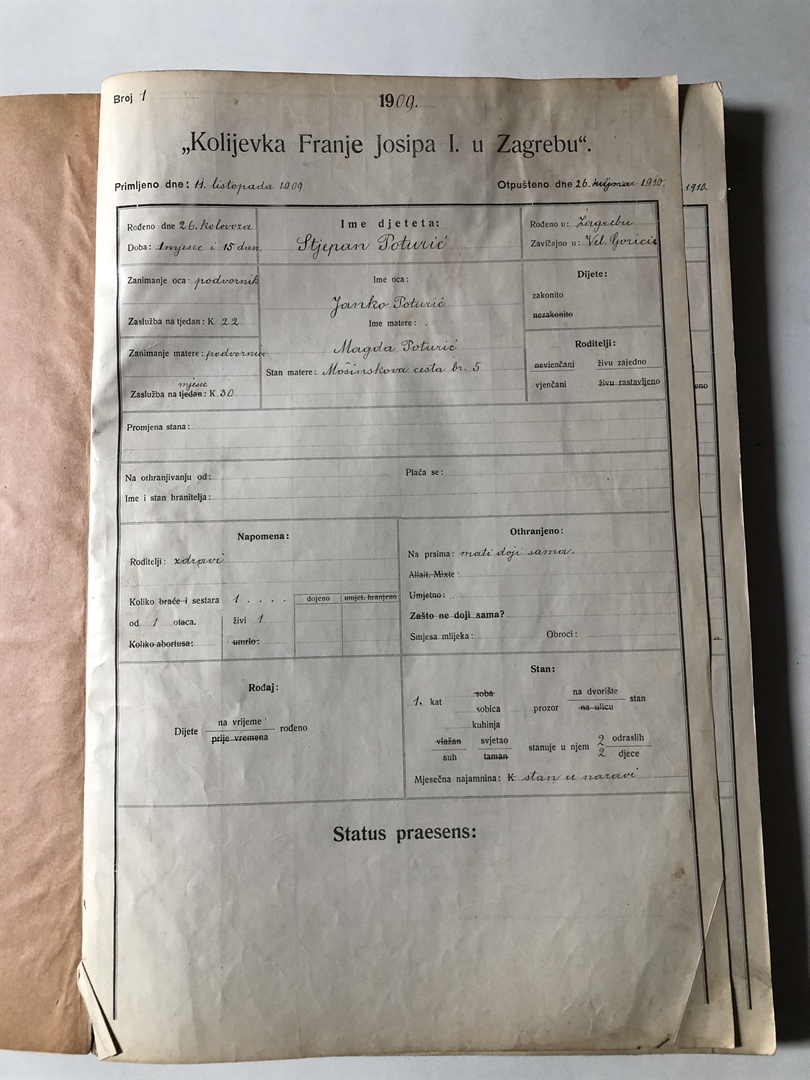 Broj 1
1909.
„Kolijevka Franje Josipa I. u Zagrebu“.
Primljeno dne: 11. listopada 1909
Otpušteno dne 26. 1910.
1910.
Rođeno dne 26. kolovoza
Doba: 1 mjesec i 15 dan.
Ime djeteta:
Stjepan Poturić
Rođeno u: Zagrebu
Zavičajno u: Vel. Gorici
Zanimanje oca: podvornik
Zaslužba na tjedan: K 22
Ime oca:
Janko Poturić
Ime matere:
Magda Poturić
Stan matere: Mošinskova cesta br. 5
Dijete:
zakonito
nezakonito
Zanimanje matere: podvornica
mjesec
Zaslužba na tjedan: K 30
Roditelji:
nevienčani živu zajedno
vjenčani živu rastavljeno
eno
Promjena stana:
Na othranjivanju od:
Plaća se:
Ime i stan hranitelja:
Napomena:
Roditelji: zdravi
Koliko braće i sestara 1 . . . .
dojeno umjet. hranjeno
od 1 otaca. živi 1
Koliko abortusa: umrlo:
Othranjeno:
Na prsima: mati doji sama.
Allait. Mixte:
Umjetno:
Zašto ne doji sama?
Smjesa mlijeka: Obroci:
Rođaj:
Dijete
na vrijeme
prije vremena
rođeno
Stan:
1. kat
soba
sobica
kuhinja
prozor
na dvorište
na ulicu
stan
vlažan
suh
svjetao
taman
stanuje u njem
2 odraslih
2 djece
Mjesečna najamnina: K stan u naravi
Status praesens: